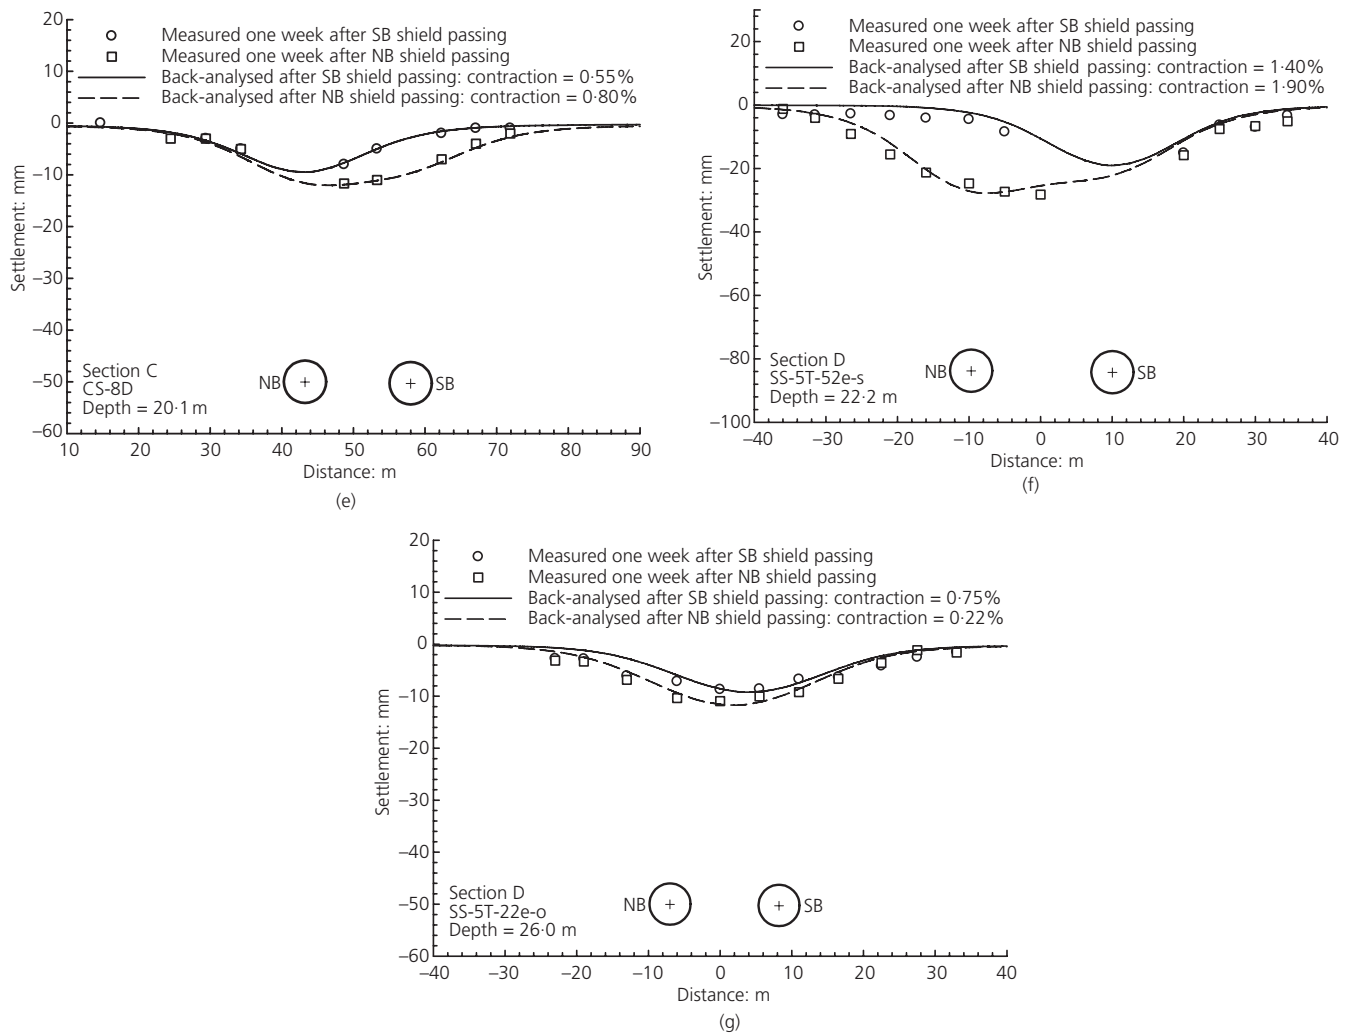 20
10
0
–10
–20
–30
–40
–50
–60
Settlement: mm
Measured one week after SB shield passing
Measured one week after NB shield passing
Back-analysed after SB shield passing: contraction = 0·55%
Back-analysed after NB shield passing: contraction = 0·80%
Section C
CS-8D
Depth = 20·1 m
NB
SB
10 20 30 40 50 60 70 80 90
Distance: m
(e)
20
0
–20
–40
–60
–80
–100
Settlement: mm
Measured one week after SB shield passing
Measured one week after NB shield passing
Back-analysed after SB shield passing: contraction = 1·40%
Back-analysed after NB shield passing: contraction = 1·90%
Section D
SS-5T-52e-s
Depth = 22·2 m
NB
SB
–40 –30 –20 –10 0 10 20 30 40
Distance: m
(f)
20
10
0
–10
–20
–30
–40
–50
–60
Settlement: mm
Measured one week after SB shield passing
Measured one week after NB shield passing
Back-analysed after SB shield passing: contraction = 0·75%
Back-analysed after NB shield passing: contraction = 0·22%
Section D
SS-5T-22e-o
Depth = 26·0 m
NB
SB
–40 –30 –20 –10 0 10 20 30 40
Distance: m
(g)